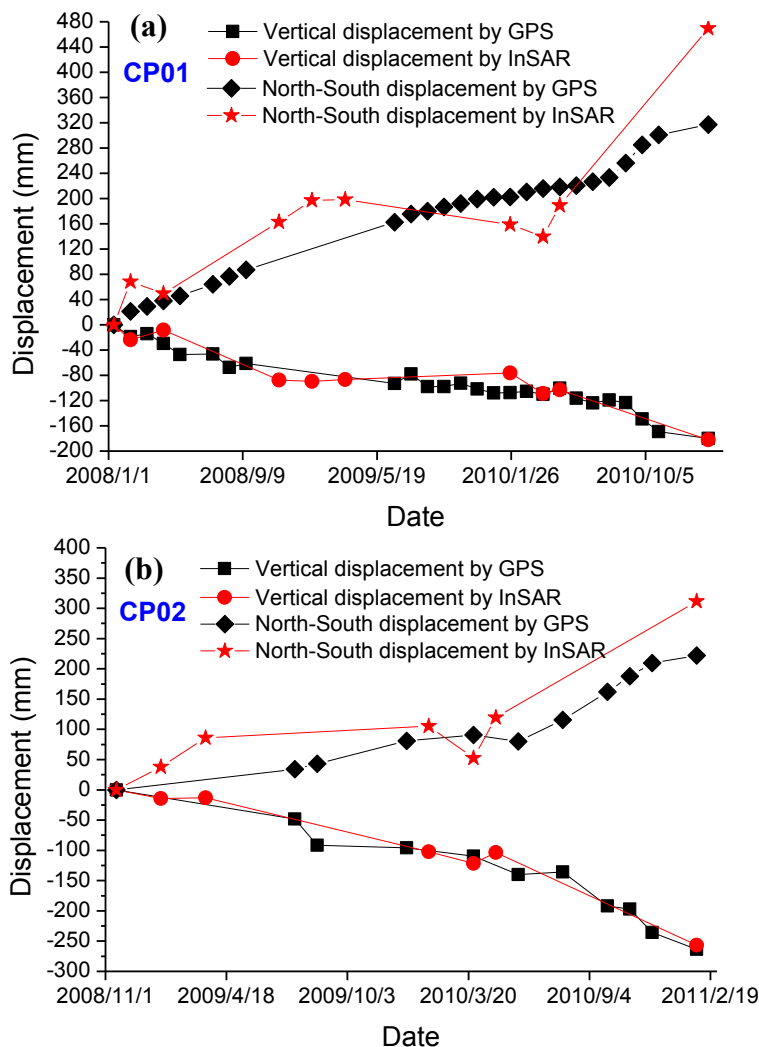 (a)
CP01
Vertical displacement by GPS
Vertical displacement by InSAR
North-South displacement by GPS
North-South displacement by InSAR
Displacement (mm)
480
440
400
360
320
280
240
200
160
120
80
40
0
-40
-80
-120
-160
-200
2008/1/1 2008/9/9 2009/5/19 2010/1/26 2010/10/5
Date
(b)
CP02
Vertical displacement by GPS
Vertical displacement by InSAR
North-South displacement by GPS
North-South displacement by InSAR
Displacement (mm)
400
350
300
250
200
150
100
50
0
-50
-100
-150
-200
-250
-300
2008/11/1 2009/4/18 2009/10/3 2010/3/20 2010/9/4 2011/2/19
Date